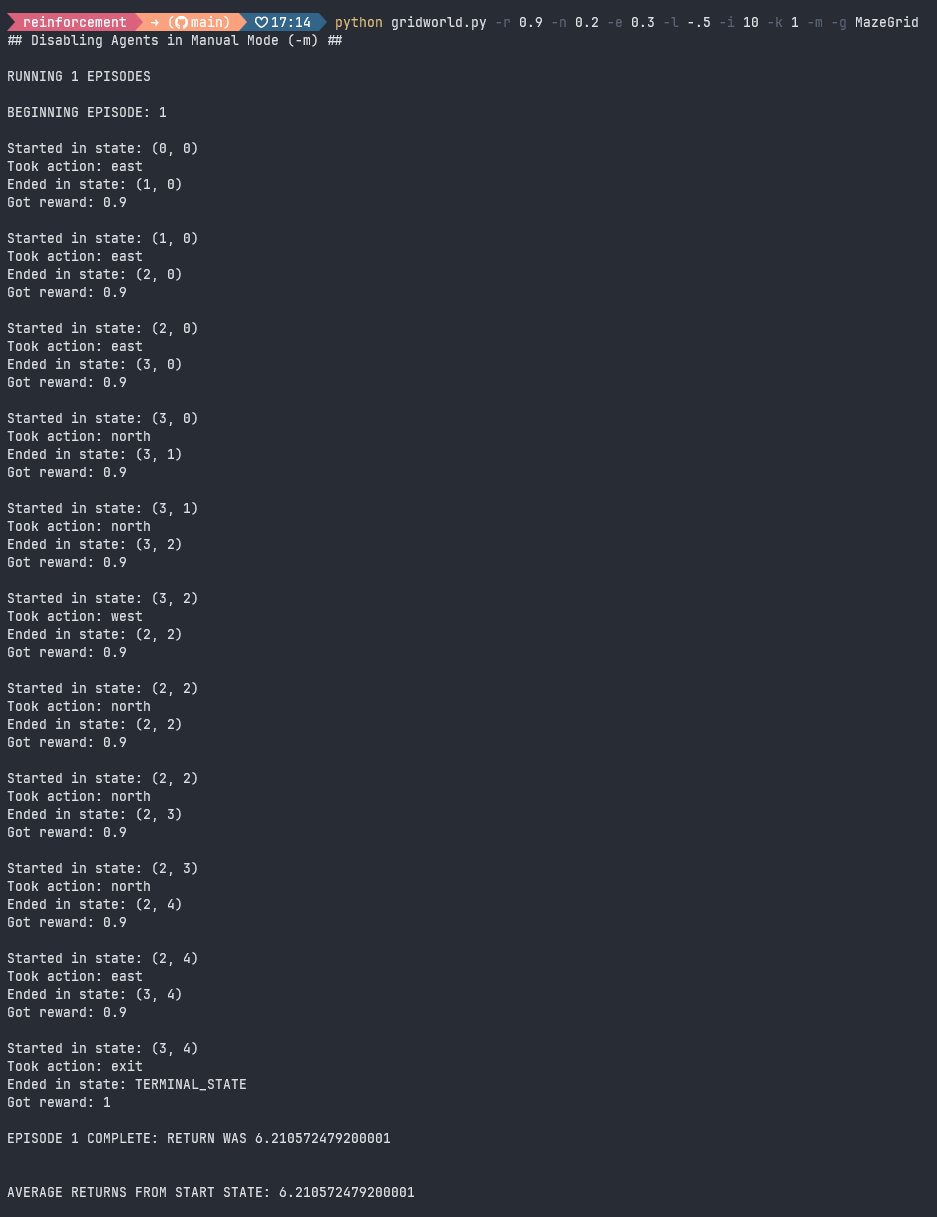 reinforcement → (main) ♡17:14 python gridworld.py -r 0.9 -n 0.2 -e 0.3 -l -.5 -i 10 -k 1 -m -g MazeGrid
## Disabling Agents in Manual Mode (-m) ##
RUNNING 1 EPISODES
BEGINNING EPISODE: 1
Started in state: (0, 0)
Took action: east
Ended in state: (1, 0)
Got reward: 0.9
Started in state: (1, 0)
Took action: east
Ended in state: (2, 0)
Got reward: 0.9
Started in state: (2, 0)
Took action: east
Ended in state: (3, 0)
Got reward: 0.9
Started in state: (3, 0)
Took action: north
Ended in state: (3, 1)
Got reward: 0.9
Started in state: (3, 1)
Took action: north
Ended in state: (3, 2)
Got reward: 0.9
Started in state: (3, 2)
Took action: west
Ended in state: (2, 2)
Got reward: 0.9
Started in state: (2, 2)
Took action: north
Ended in state: (2, 2)
Got reward: 0.9
Started in state: (2, 2)
Took action: north
Ended in state: (2, 3)
Got reward: 0.9
Started in state: (2, 3)
Took action: north
Ended in state: (2, 4)
Got reward: 0.9
Started in state: (2, 4)
Took action: east
Ended in state: (3, 4)
Got reward: 0.9
Started in state: (3, 4)
Took action: exit
Ended in state: TERMINAL_STATE
Got reward: 1
EPISODE 1 COMPLETE: RETURN WAS 6.210572479200001
AVERAGE RETURNS FROM START STATE: 6.210572479200001